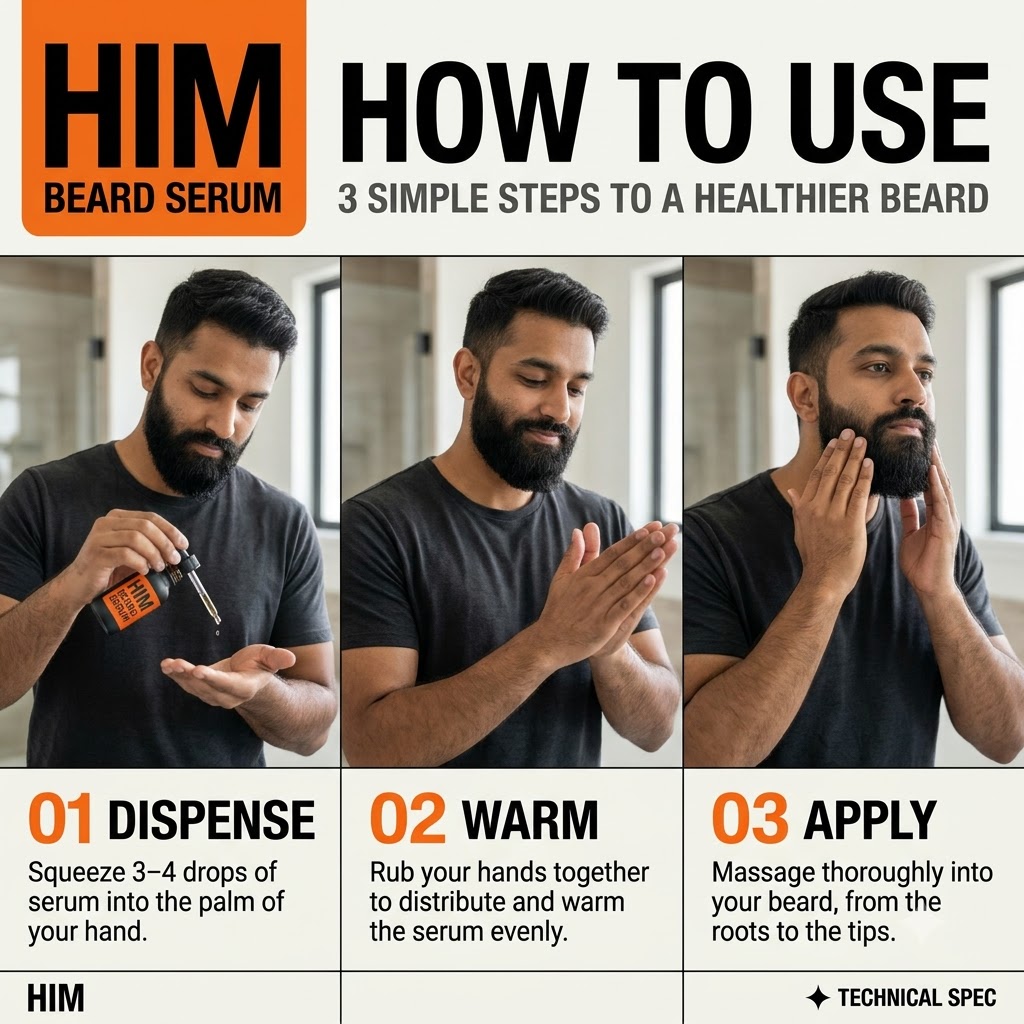 HIM
BEARD SERUM
HOW TO USE
3 SIMPLE STEPS TO A HEALTHIER BEARD
HIM
01 DISPENSE
Squeeze 3–4 drops of
serum into the palm of
your hand.
02 WARM
Rub your hands together
to distribute and warm
the serum evenly.
03 APPLY
Massage thoroughly into
your beard, from the
roots to the tips.
HIM
TECHNICAL SPEC